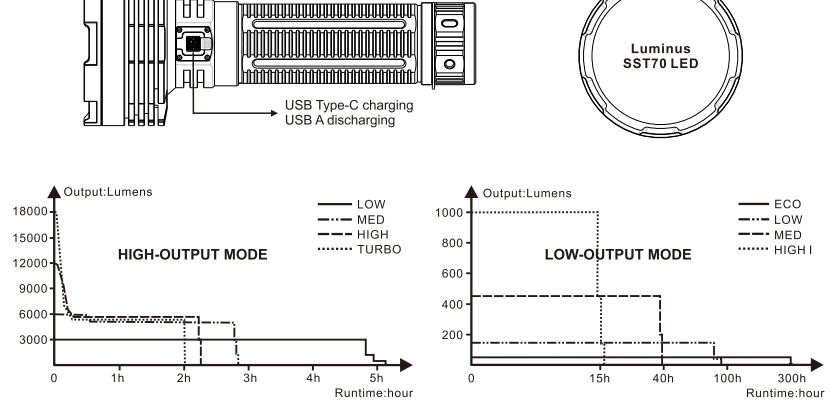 Luminus
SST70 LED
USB Type-C charging
USB A discharging
Output:Lumens
18000
15000
12000
9000
6000
3000
0
1h
2h
3h
4h
5h
Runtime:hour
HIGH-OUTPUT MODE
LOW
MED
HIGH
TURBO
Output:Lumens
1000
800
600
400
200
0
15h
40h
100h
300h
Runtime:hour
LOW-OUTPUT MODE
ECO
LOW
MED
HIGH I